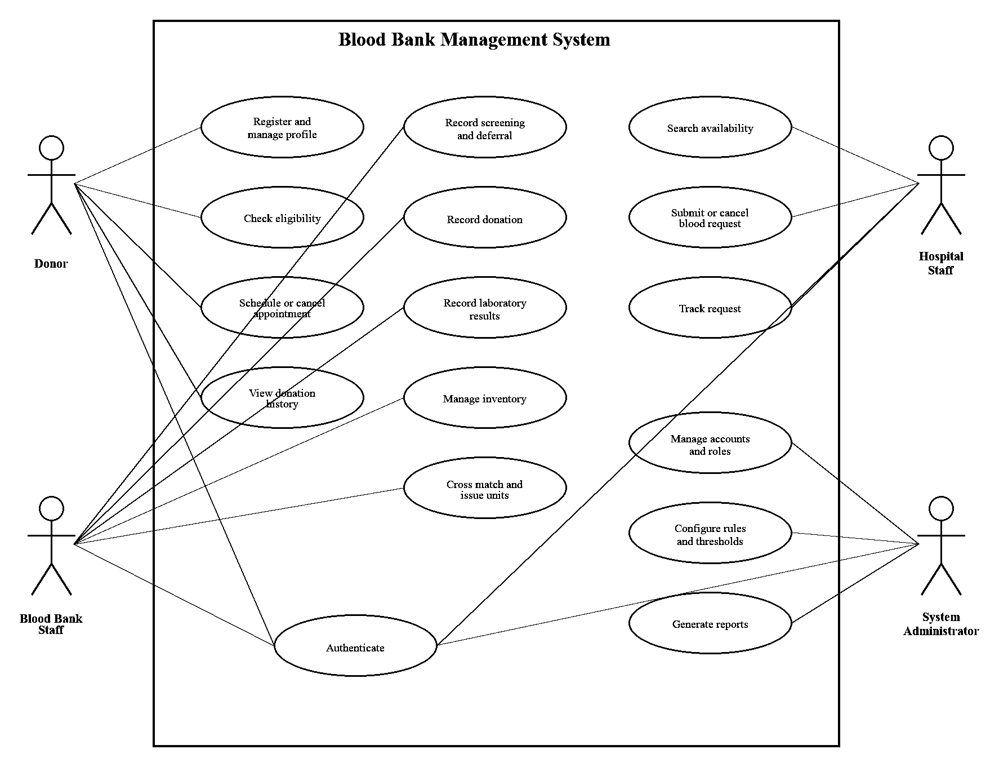 Blood Bank Management System
Register and
manage profile
Record screening
and deferral
Search availability
Check eligibility
Record donation
Submit or cancel
blood request
Donor
Hospital
Staff
Schedule or cancel
appointment
Record laboratory
results
Track request
View donation
history
Manage inventory
Manage accounts
and roles
Cross match and
issue units
Configure rules
and thresholds
Blood Bank
Staff
System
Administrator
Generate reports
Authenticate